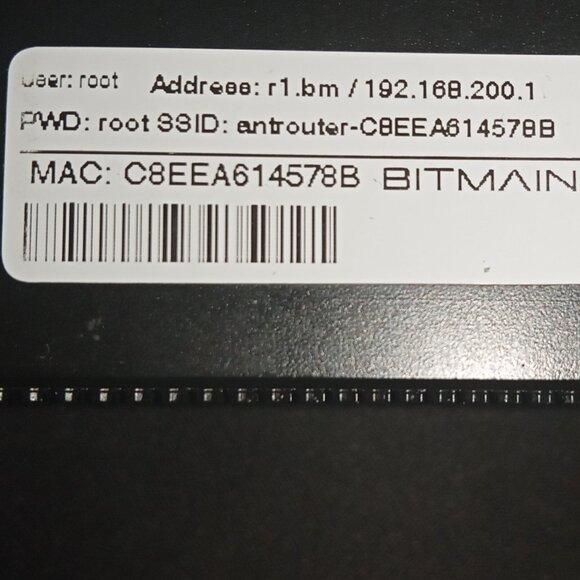 User: root Address: r1.bm / 192.168.200.1
PWD: root SSID: antrouter-C8EEA614578B
MAC: C8EEA614578B BITMAIN